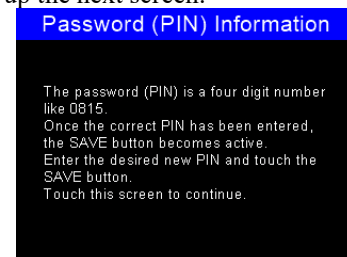 up the next screen.
Password (PIN) Information
The password (PIN) is a four digit number
like 0815.
Once the correct PIN has been entered,
the SAVE button becomes active.
Enter the desired new PIN and touch the
SAVE button.
Touch this screen to continue.